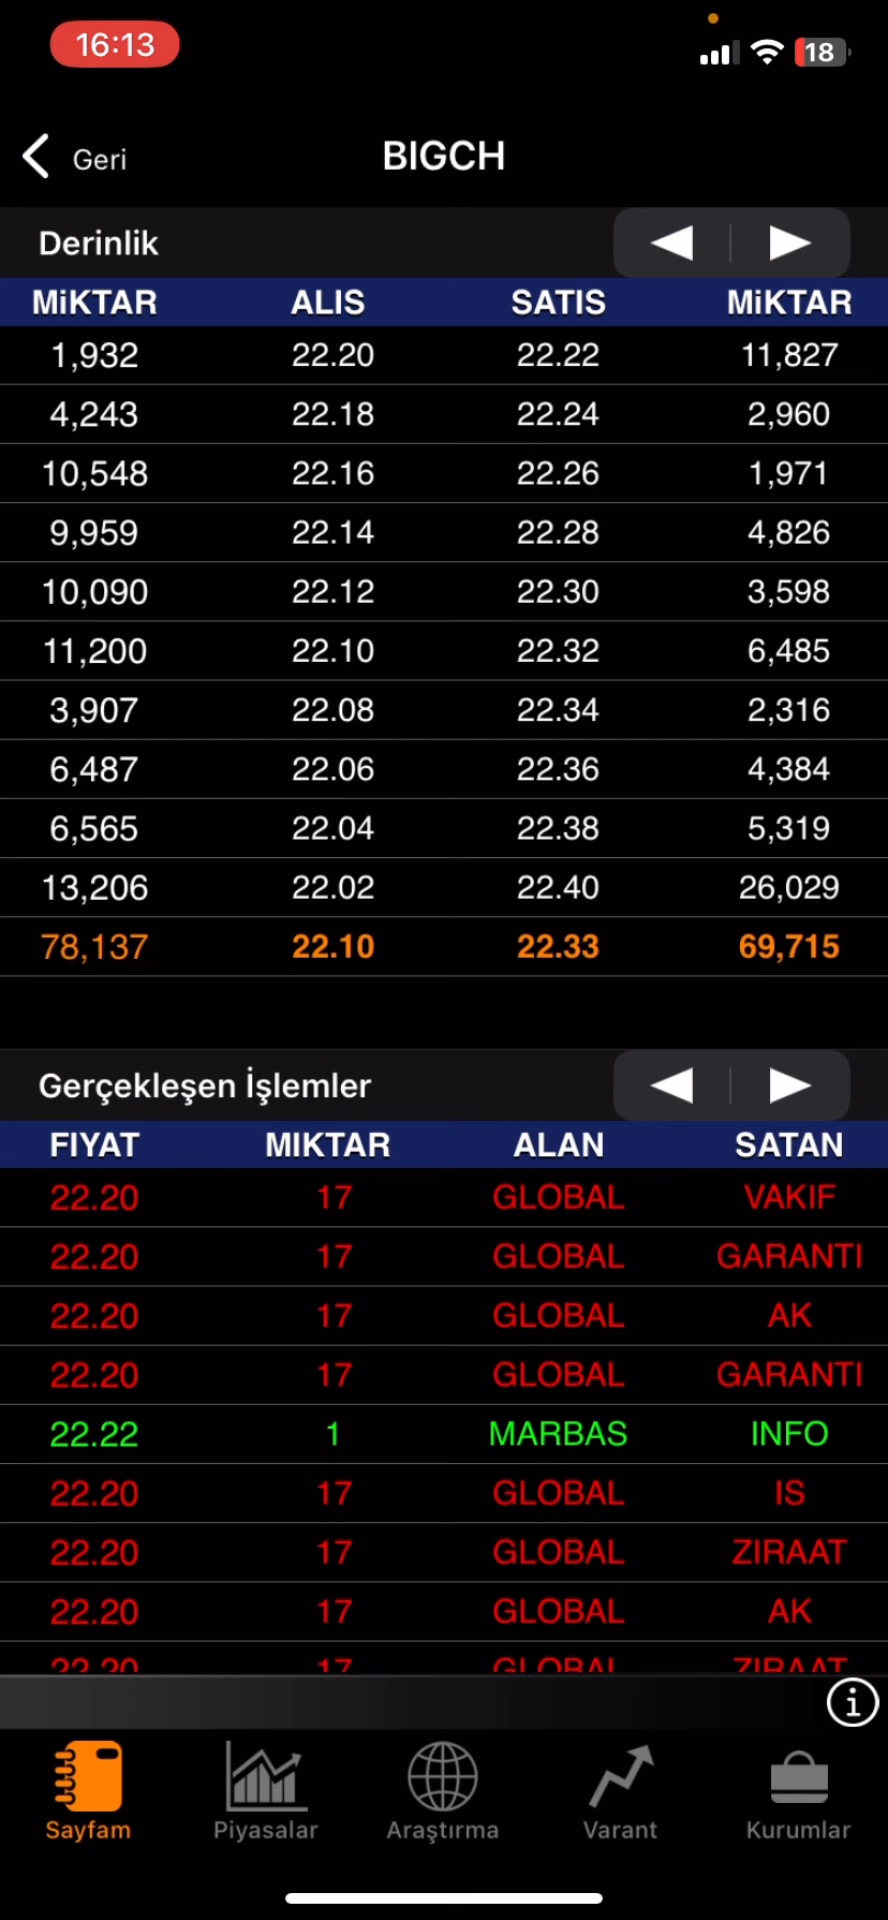 16:13
18
Geri BIGCH
Derinlik
MiKTAR ALIS SATIS MiKTAR
1,932 22.20 22.22 11,827
4,243 22.18 22.24 2,960
10,548 22.16 22.26 1,971
9,959 22.14 22.28 4,826
10,090 22.12 22.30 3,598
11,200 22.10 22.32 6,485
3,907 22.08 22.34 2,316
6,487 22.06 22.36 4,384
6,565 22.04 22.38 5,319
13,206 22.02 22.40 26,029
78,137 22.10 22.33 69,715
Gerçekleşen İşlemler
FIYAT MIKTAR ALAN SATAN
22.20 17 GLOBAL VAKIF
22.20 17 GLOBAL GARANTI
22.20 17 GLOBAL AK
22.20 17 GLOBAL GARANTI
22.22 1 MARBAS INFO
22.20 17 GLOBAL IS
22.20 17 GLOBAL ZIRAAT
22.20 17 GLOBAL AK
22.20 17 GLOBAL ZIRAAT
Sayfam Piyasalar Araştırma Varant Kurumlar